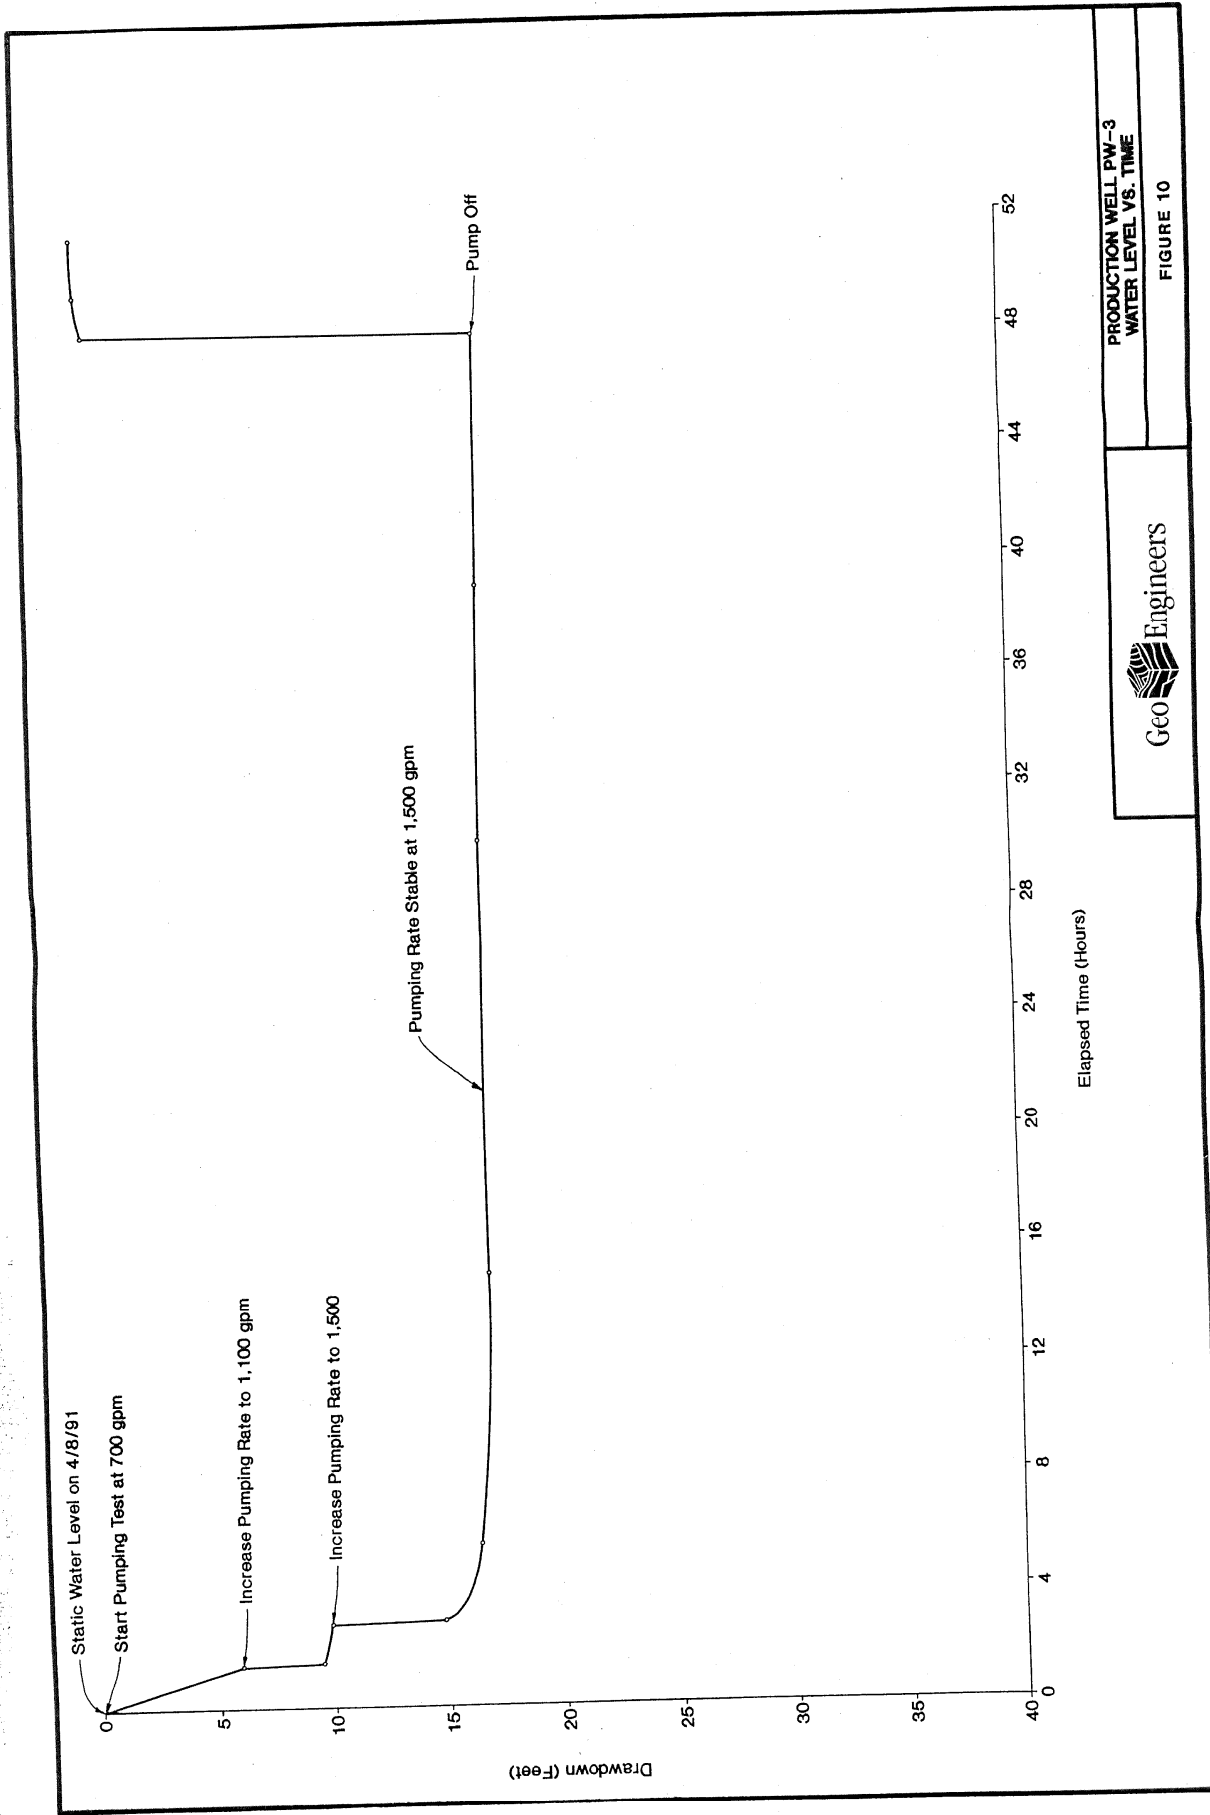 Static Water Level on 4/8/91
Start Pumping Test at 700 gpm
Increase Pumping Rate to 1,100 gpm
Increase Pumping Rate to 1,500
Pumping Rate Stable at 1,500 gpm
Pump Off
Drawdown (Feet)
0
5
10
15
20
25
30
35
40
0
4
8
12
16
20
24
28
32
36
40
44
48
52
Elapsed Time (Hours)
Geo Engineers
PRODUCTION WELL PW-3
WATER LEVEL VS. TIME
FIGURE 10